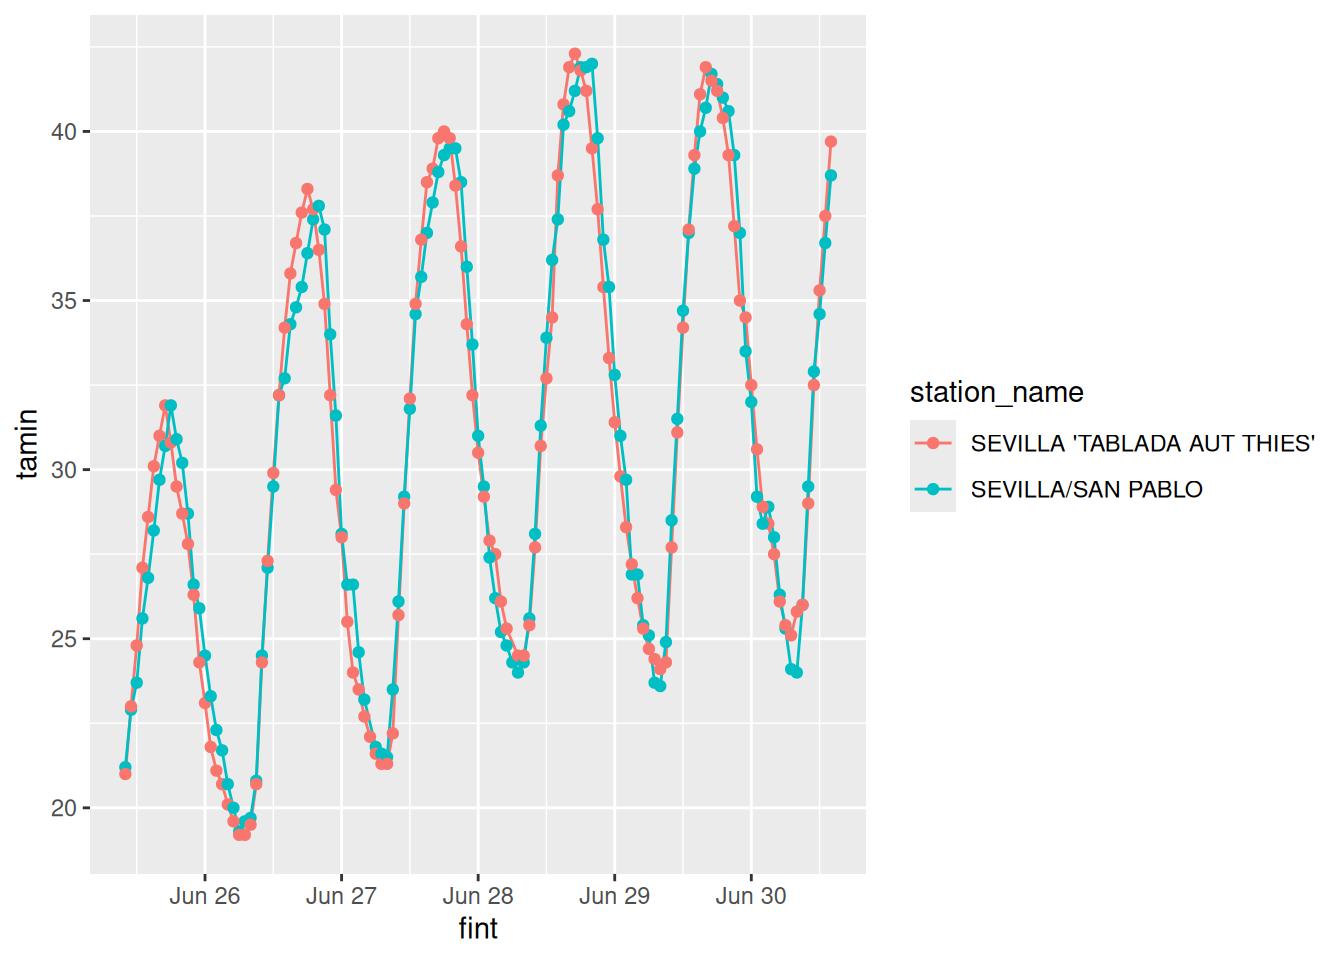 40
35
30
25
20
tamin
Jun 26 Jun 27 Jun 28 Jun 29 Jun 30
fint
station_name
SEVILLA 'TABLADA AUT THIES'
SEVILLA/SAN PABLO